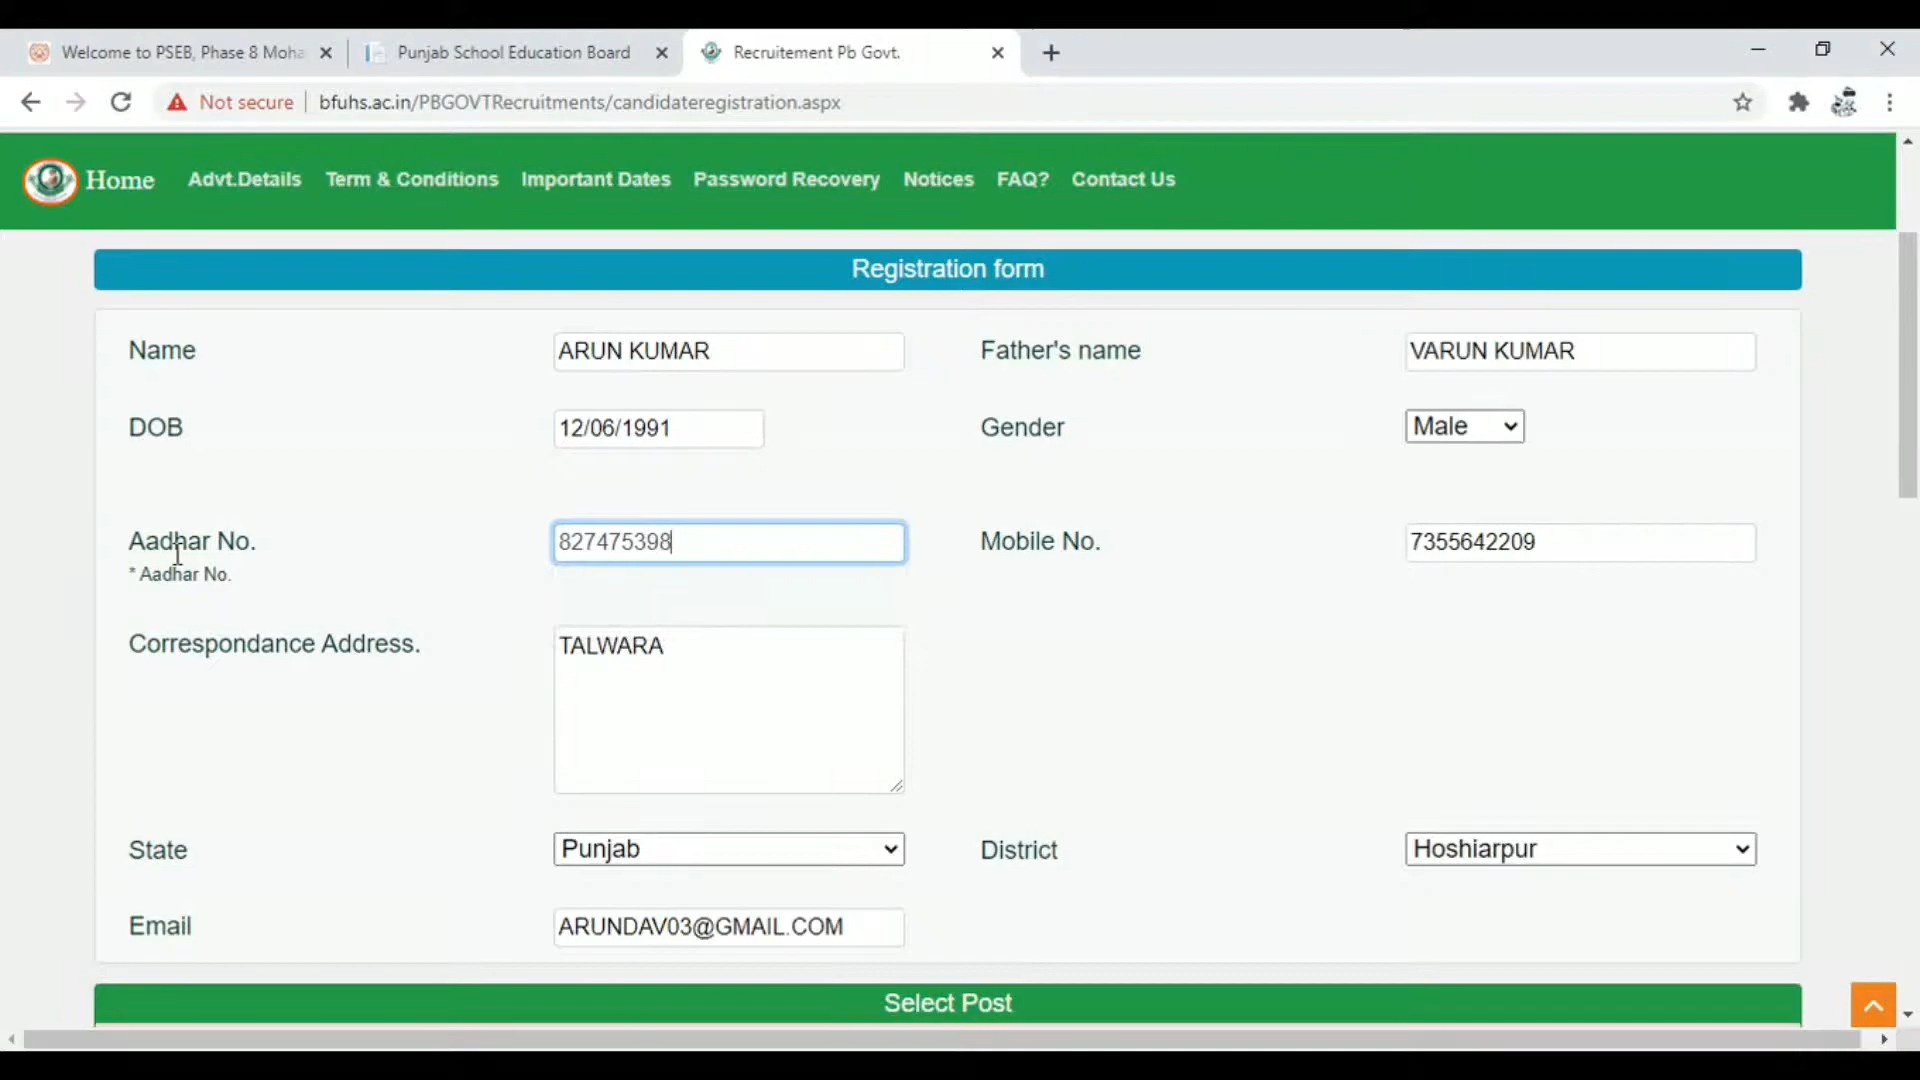 Welcome to PSEB, Phase 8 Moha
Punjab School Education Board
Recruitement Pb Govt.
Not secure
bfuhs.ac.in/PBGOVTRecruitments/candidateregistration.aspx
Home Advt.Details Term & Conditions Important Dates Password Recovery Notices FAQ? Contact Us
Registration form
Name ARUN KUMAR Father's name VARUN KUMAR
DOB 12/06/1991 Gender Male
Aadhar No. 827475398 Mobile No. 7355642209
* Aadhar No.
Correspondance Address. TALWARA
State Punjab District Hoshiarpur
Email ARUNDAV03@GMAIL.COM
Select Post